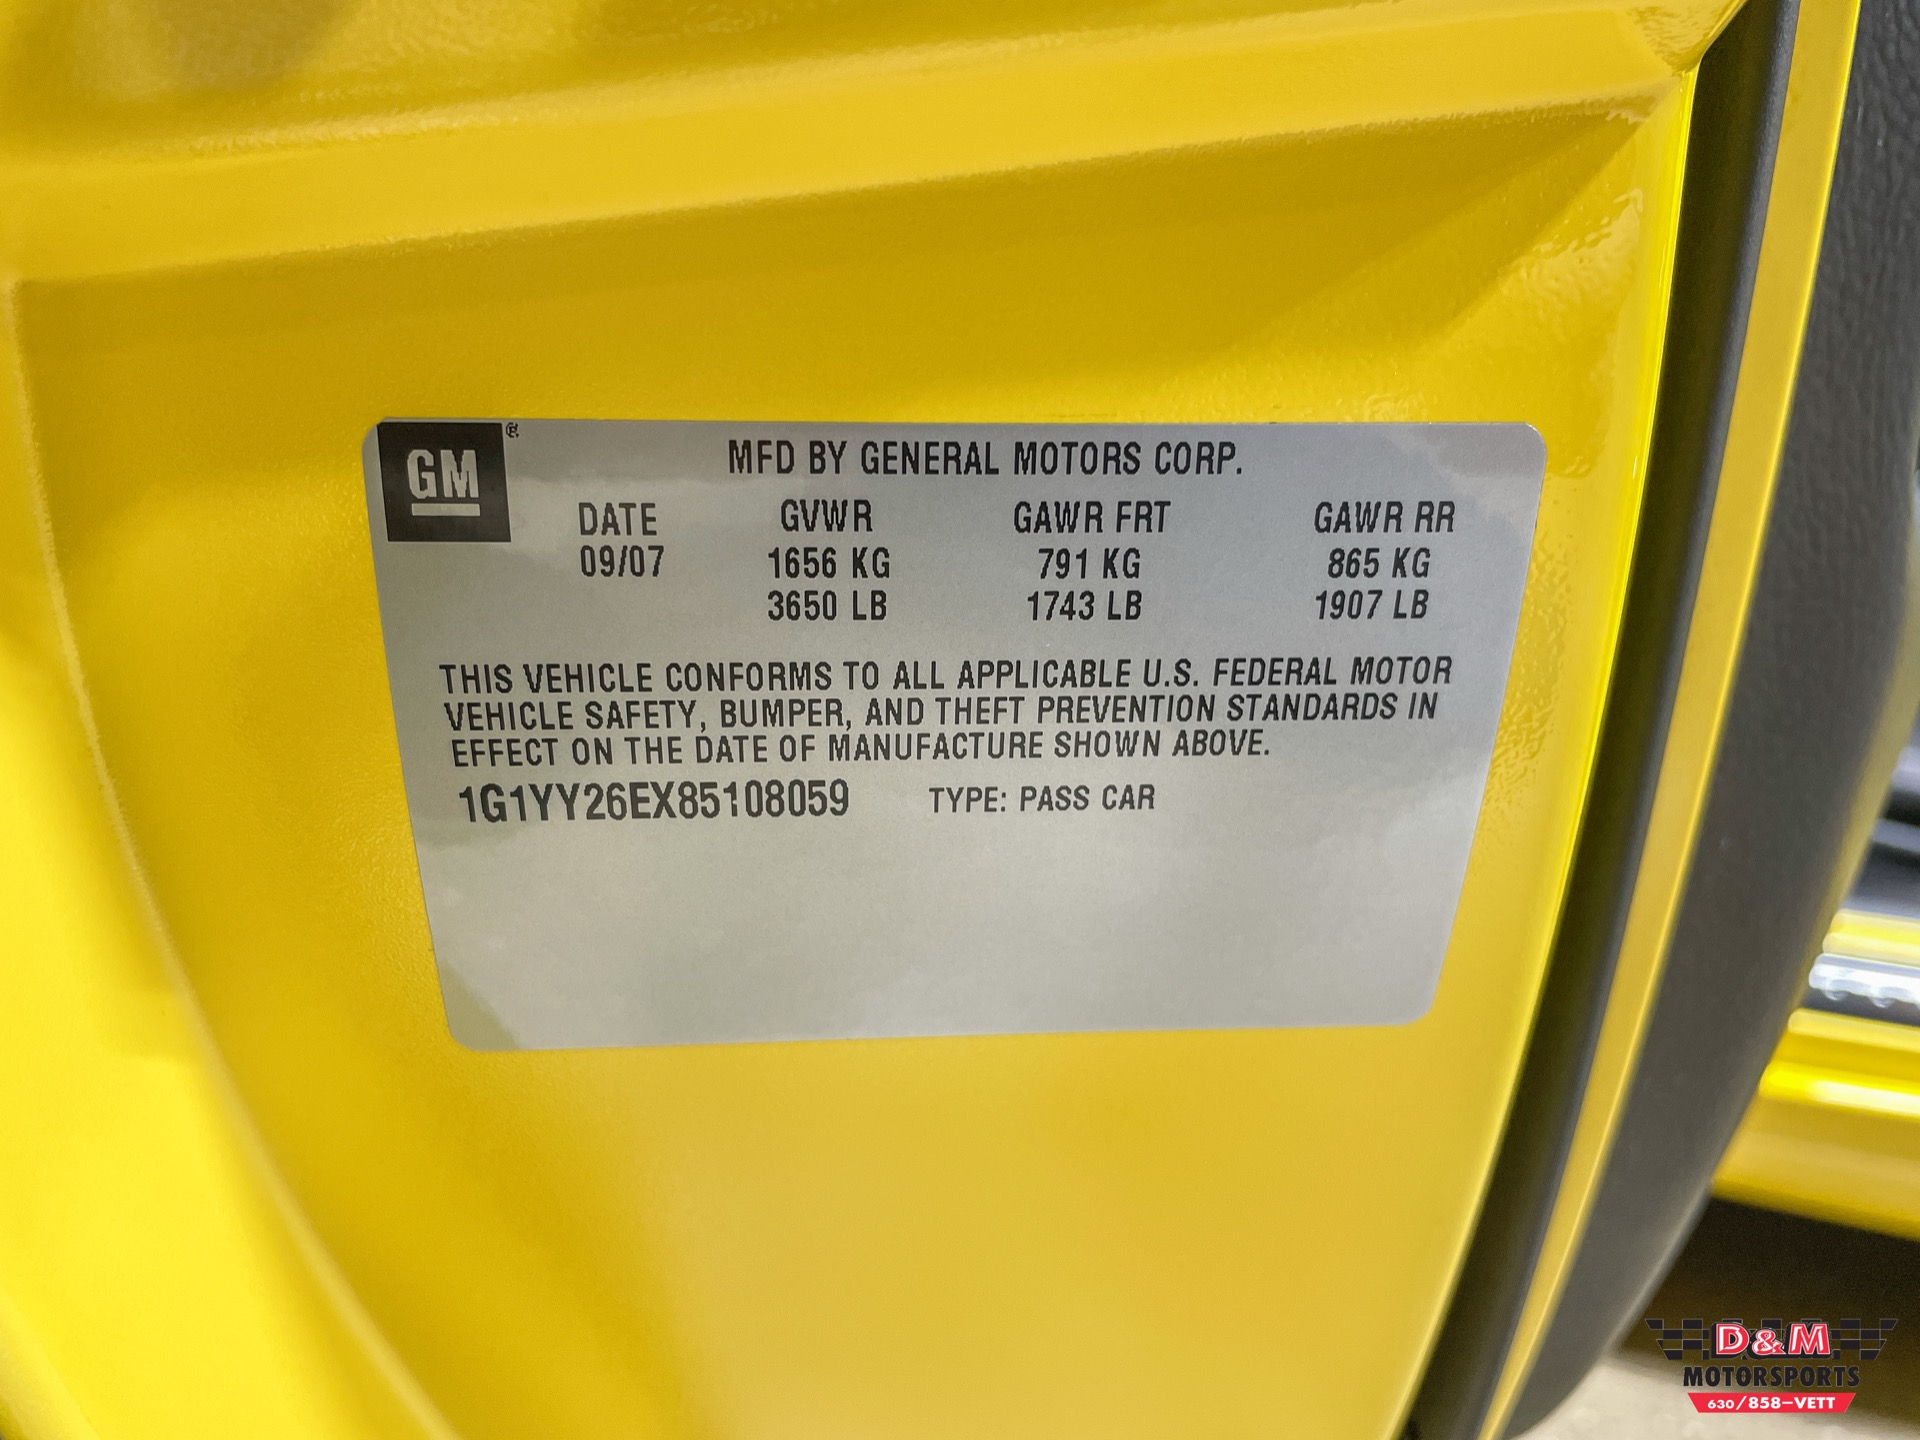 GM ®
MFD BY GENERAL MOTORS CORP.
DATE GVWR GAWR FRT GAWR RR
09/07 1656 KG 791 KG 865 KG
3650 LB 1743 LB 1907 LB
THIS VEHICLE CONFORMS TO ALL APPLICABLE U.S. FEDERAL MOTOR
VEHICLE SAFETY, BUMPER, AND THEFT PREVENTION STANDARDS IN
EFFECT ON THE DATE OF MANUFACTURE SHOWN ABOVE.
1G1YY26EX85108059 TYPE: PASS CAR
D&M
MOTORSPORTS
630/858-VETT